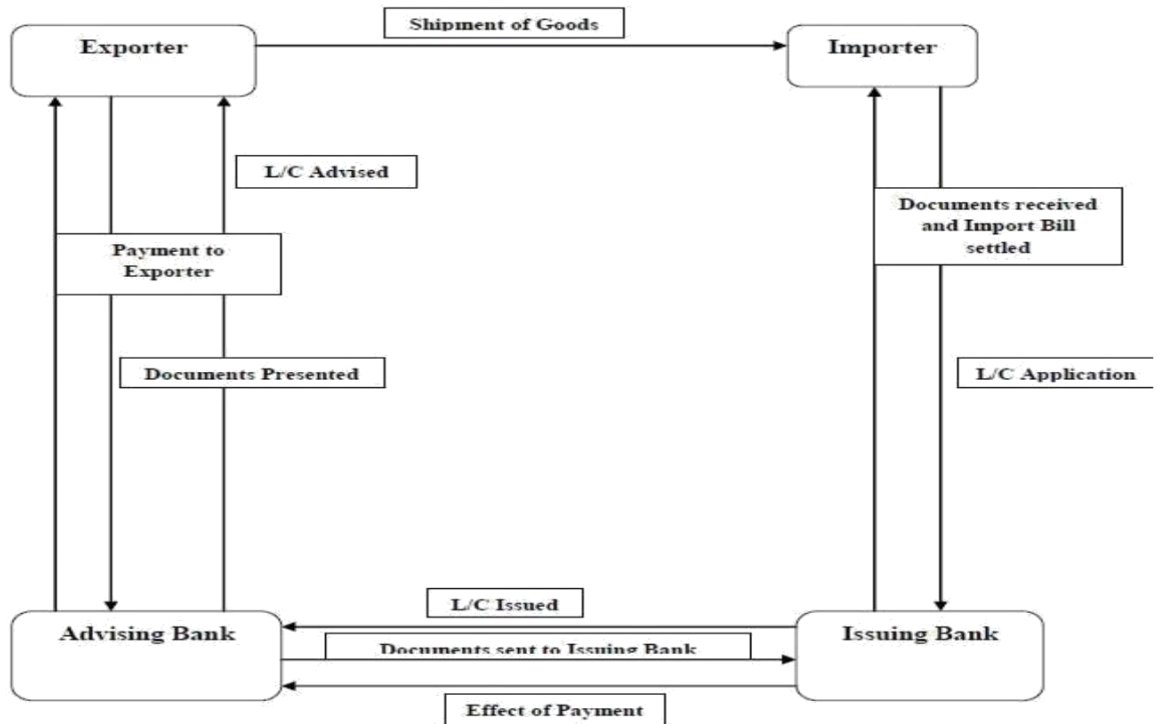 Shipment of Goods
Exporter
Importer
L/C Advised
Documents received
and Import Bill
settled
Payment to
Exporter
Documents Presented
L/C Application
L/C Issued
Advising Bank
Issuing Bank
Documents sent to Issuing Bank
Effect of Payment